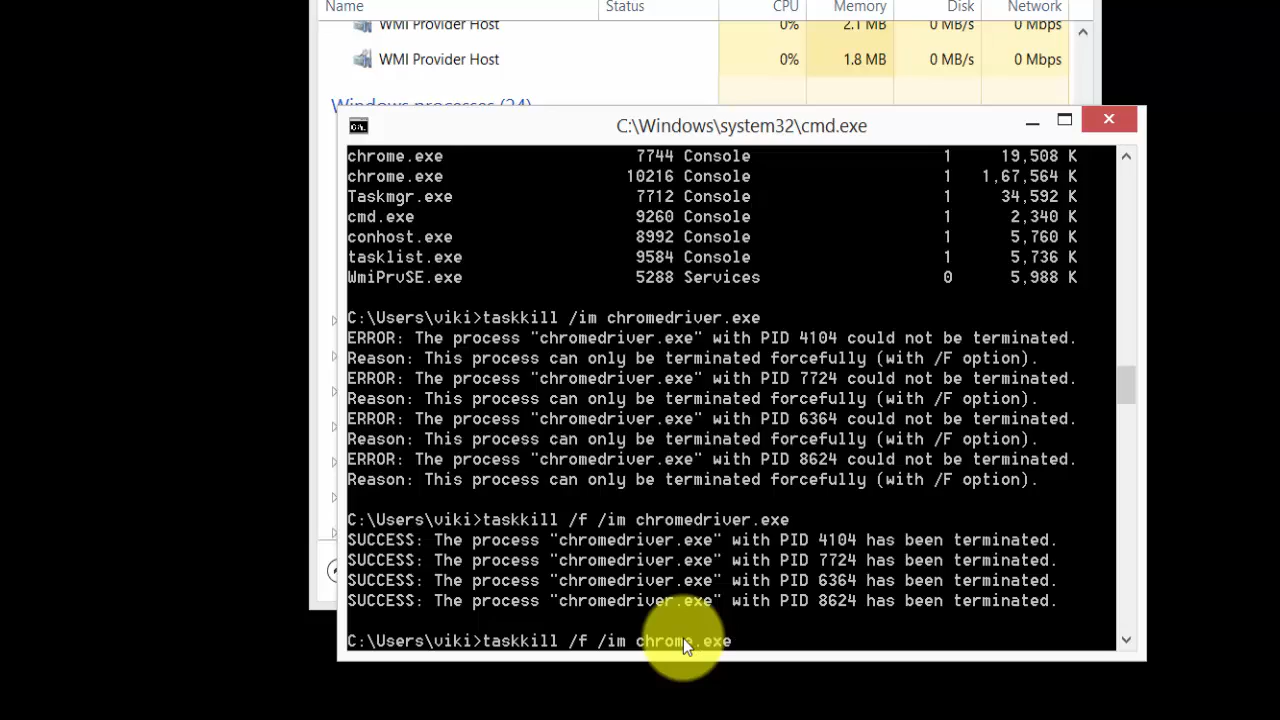 Name Status CPU Memory Disk Network
WMI Provider Host 0% 2.1 MB 0 MB/s 0 Mbps
WMI Provider Host 0% 1.8 MB 0 MB/s 0 Mbps
Windows processes (24)
C:\Windows\system32\cmd.exe
chrome.exe 7744 Console 1 19,508 K
chrome.exe 10216 Console 1 1,67,564 K
Taskmgr.exe 7712 Console 1 34,592 K
cmd.exe 9260 Console 1 2,340 K
conhost.exe 8992 Console 1 5,760 K
tasklist.exe 9584 Console 1 5,736 K
WmiPrvSE.exe 5288 Services 0 5,988 K
C:\Users\viki>taskkill /im chromedriver.exe
ERROR: The process "chromedriver.exe" with PID 4104 could not be terminated.
Reason: This process can only be terminated forcefully (with /F option).
ERROR: The process "chromedriver.exe" with PID 7724 could not be terminated.
Reason: This process can only be terminated forcefully (with /F option).
ERROR: The process "chromedriver.exe" with PID 6364 could not be terminated.
Reason: This process can only be terminated forcefully (with /F option).
ERROR: The process "chromedriver.exe" with PID 8624 could not be terminated.
Reason: This process can only be terminated forcefully (with /F option).
C:\Users\viki>taskkill /f /im chromedriver.exe
SUCCESS: The process "chromedriver.exe" with PID 4104 has been terminated.
SUCCESS: The process "chromedriver.exe" with PID 7724 has been terminated.
SUCCESS: The process "chromedriver.exe" with PID 6364 has been terminated.
SUCCESS: The process "chromedriver.exe" with PID 8624 has been terminated.
C:\Users\viki>taskkill /f /im chrome.exe